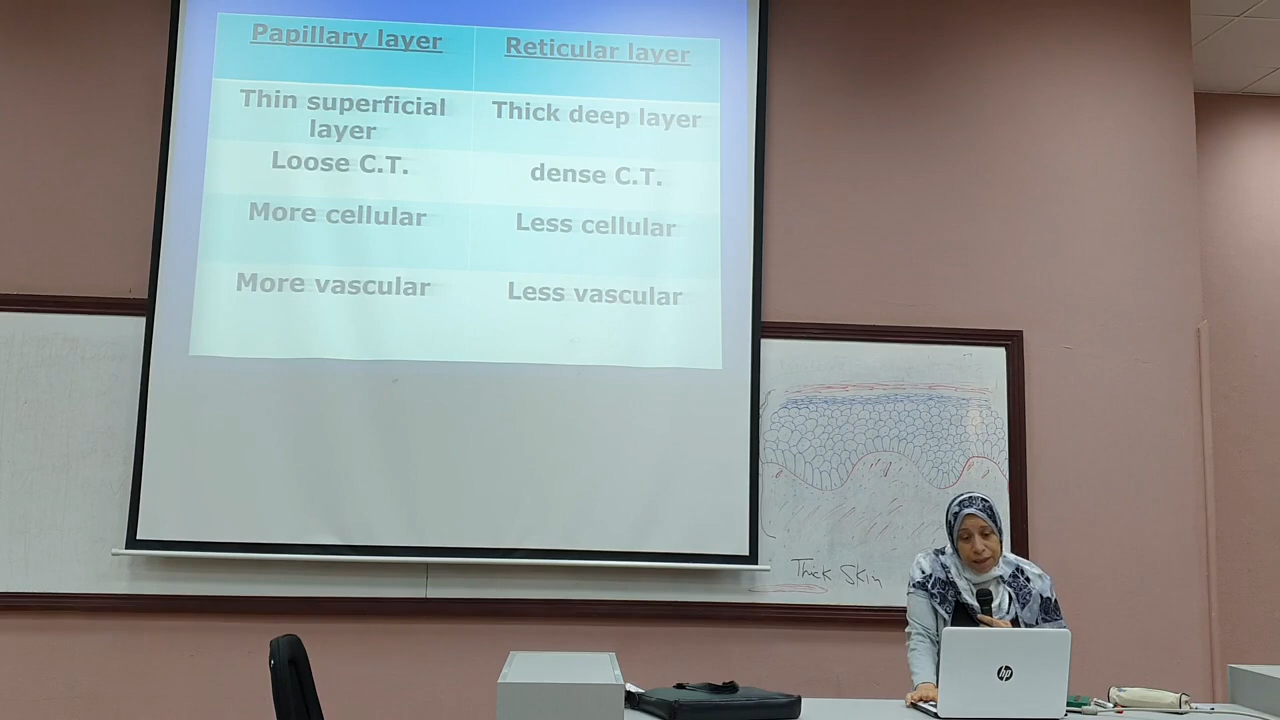 Papillary layer
Reticular layer
Thin superficial
layer
Thick deep layer
Loose C.T.
dense C.T.
More cellular
Less cellular
More vascular
Less vascular
Thick Skin
hp